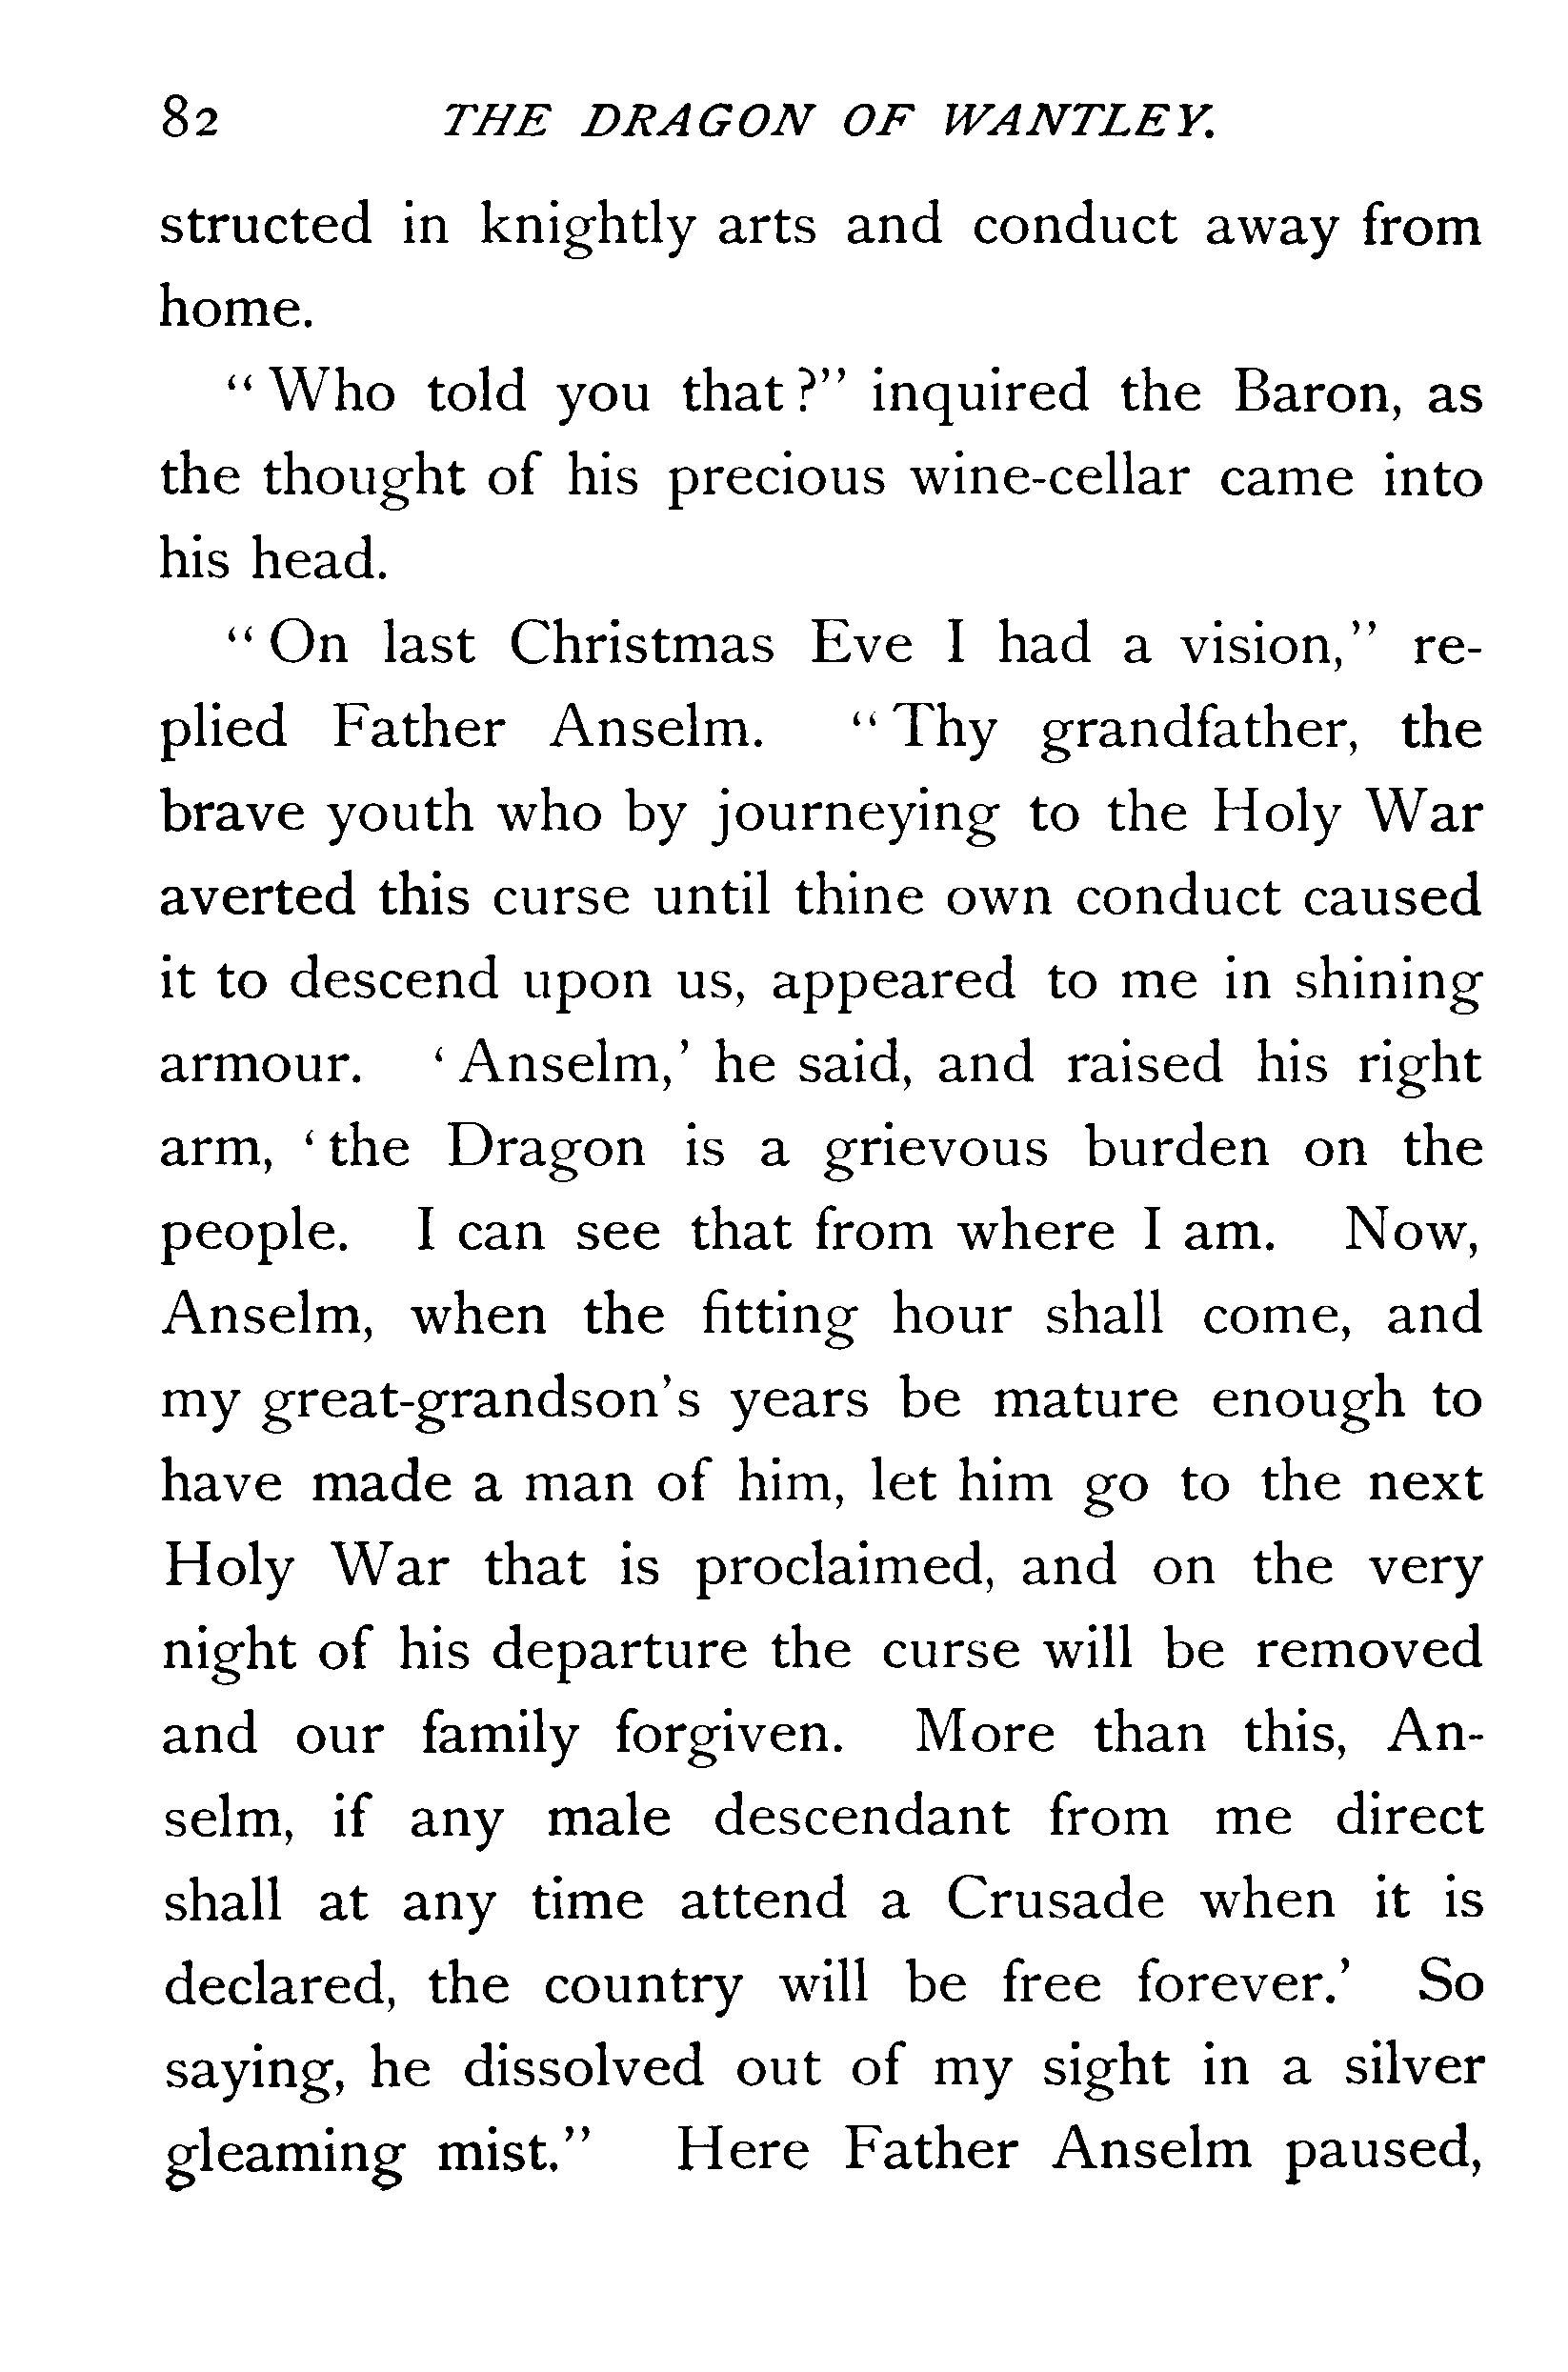 82 THE DRAGON OF WANTLEY.
structed in knightly arts and conduct away from
home.
“Who told you that?” inquired the Baron, as
the thought of his precious wine-cellar came into
his head.
“On last Christmas Eve I had a vision,” re-
plied Father Anselm. “Thy grandfather, the
brave youth who by journeying to the Holy War
averted this curse until thine own conduct caused
it to descend upon us, appeared to me in shining
armour. ‘Anselm,’ he said, and raised his right
arm, ‘the Dragon is a grievous burden on the
people. I can see that from where I am. Now,
Anselm, when the fitting hour shall come, and
my great-grandson’s years be mature enough to
have made a man of him, let him go to the next
Holy War that is proclaimed, and on the very
night of his departure the curse will be removed
and our family forgiven. More than this, An-
selm, if any male descendant from me direct
shall at any time attend a Crusade when it is
declared, the country will be free forever.’ So
saying, he dissolved out of my sight in a silver
gleaming mist.” Here Father Anselm paused,